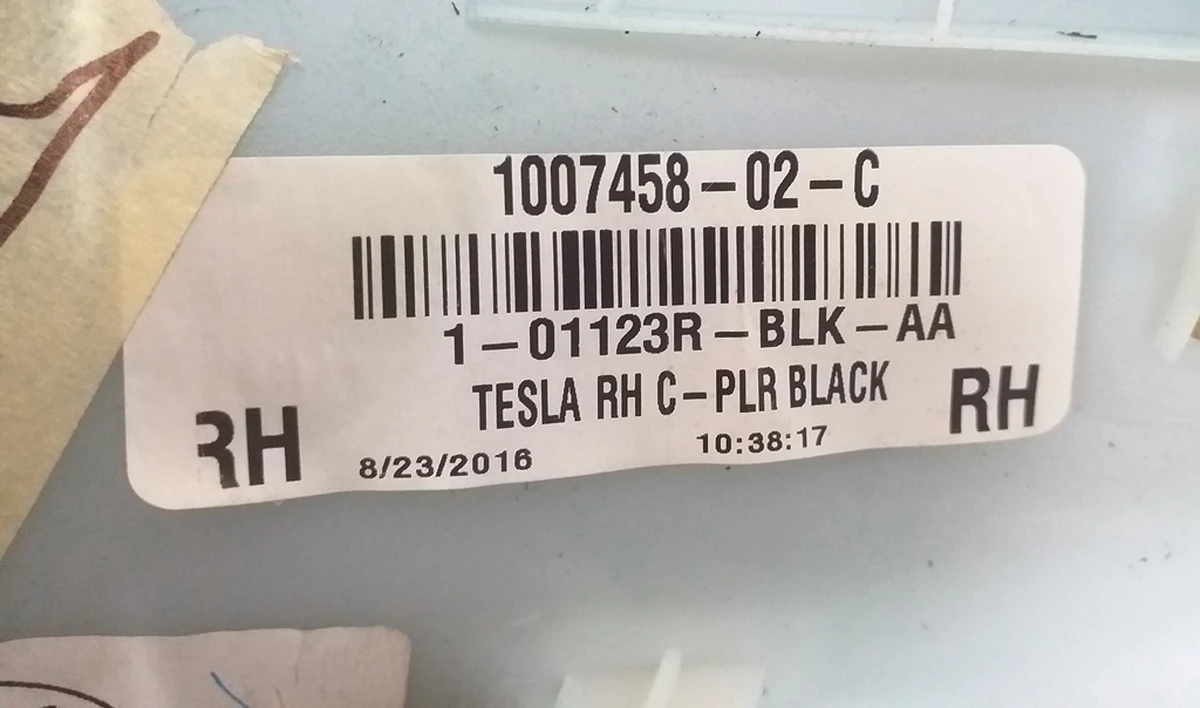 1007458-02-C
1-01123R-BLK-AA
TESLA RH C-PLR BLACK
RH 8/23/2016 10:38:17 RH